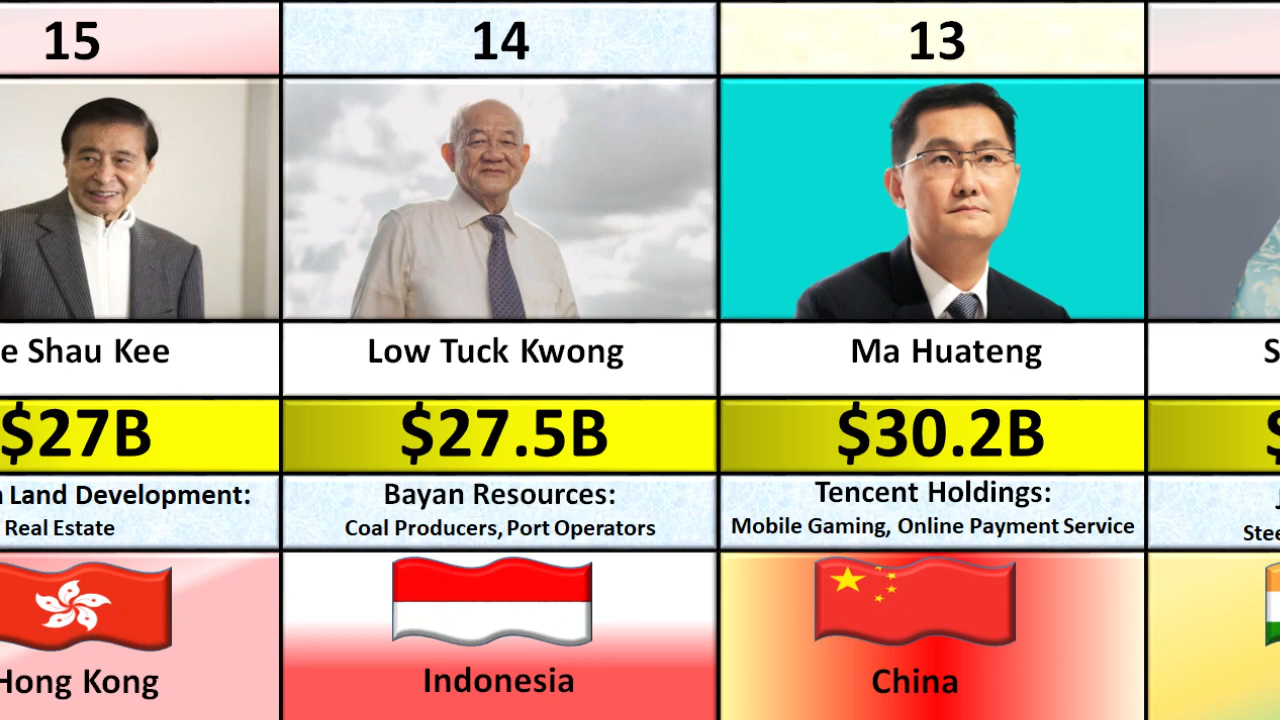 15
14
13
e Shau Kee
Low Tuck Kwong
Ma Huateng
S
$27B
$27.5B
$30.2B
Land Development:
Real Estate
Bayan Resources:
Coal Producers, Port Operators
Tencent Holdings:
Mobile Gaming, Online Payment Service
Stee
Hong Kong
Indonesia
China